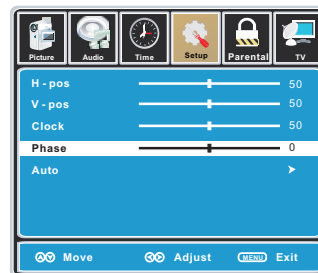 Picture Audio Time Setup Parental TV
H - pos 50
V - pos 50
Clock 50
Phase 0
Auto
Move Adjust MENU Exit